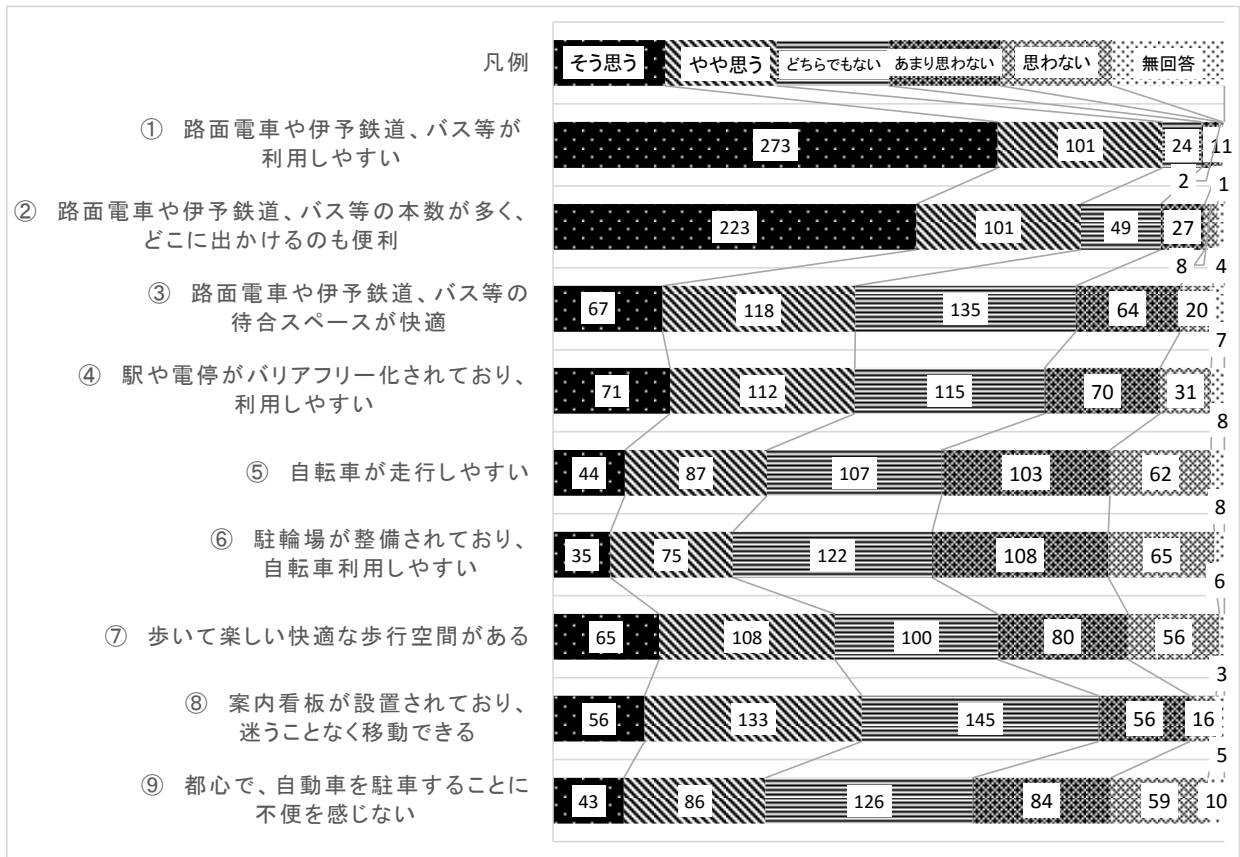 凡例
そう思う やや思う どちらでもない あまり思わない 思わない 無回答
① 路面電車や伊予鉄道、バス等が
利用しやすい
273 101 24 2 11 1
② 路面電車や伊予鉄道、バス等の本数が多く、
どこに出かけるのも便利
223 101 49 27 8 4
③ 路面電車や伊予鉄道、バス等の
待合スペースが快適
67 118 135 64 20 7
④ 駅や電停がバリアフリー化されており、
利用しやすい
71 112 115 70 31 8
⑤ 自転車が走行しやすい
44 87 107 103 62 8
⑥ 駐輪場が整備されており、
自転車利用しやすい
35 75 122 108 65 6
⑦ 歩いて楽しい快適な歩行空間がある
65 108 100 80 56 3
⑧ 案内看板が設置されており、
迷うことなく移動できる
56 133 145 56 16 5
⑨ 都心で、自動車を駐車することに
不便を感じない
43 86 126 84 59 10